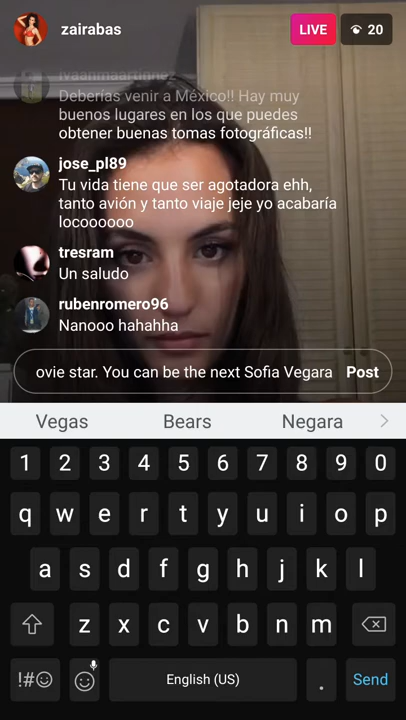 zairabas
LIVE
20
Deberías venir a México!! Hay muy
buenos lugares en los que puedes
obtener buenas tomas fotográficas!!
jose_pl89
Tu vida tiene que ser agotadora ehh,
tanto avión y tanto viaje jeje yo acabaría
locoooooo
tresram
Un saludo
rubenromero96
Nanooo hahahha
ovie star. You can be the next Sofia Vegara
Post
Vegas Bears Negara
1 2 3 4 5 6 7 8 9 0
q w e r t y u i o p
a s d f g h j k l
z x c v b n m
!#☺ English (US) . Send